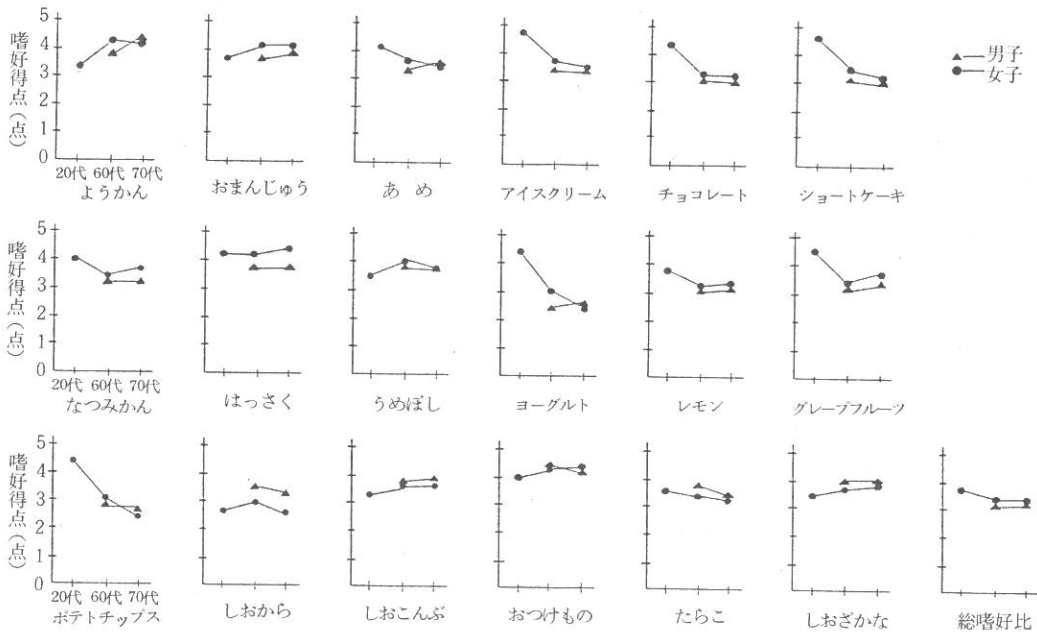 嗜好得点（点）
5
4
3
2
1
0
20代 60代 70代
ようかん
おまんじゅう
あめ
アイスクリーム
チョコレート
ショートケーキ
男子
女子
嗜好得点（点）
5
4
3
2
1
0
20代 60代 70代
なつみかん
はっさく
うめぼし
ヨーグルト
レモン
グレープフルーツ
嗜好得点（点）
5
4
3
2
1
0
20代 60代 70代
ポテトチップス
しおから
しおこんぶ
おつけもの
たらこ
しおざかな
総嗜好比